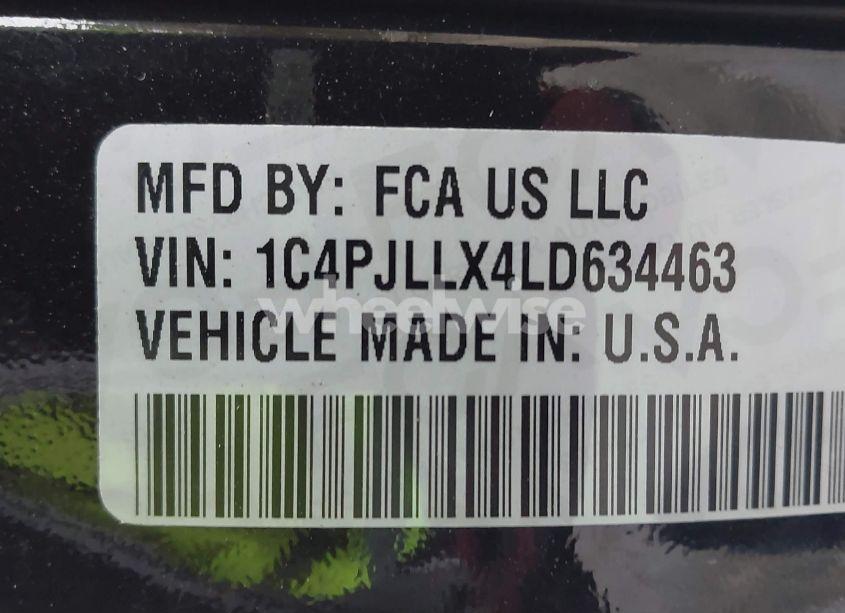 MFD BY: FCA US LLC
VIN: 1C4PJLLX4LD634463
wheelwise
VEHICLE MADE IN: U.S.A.